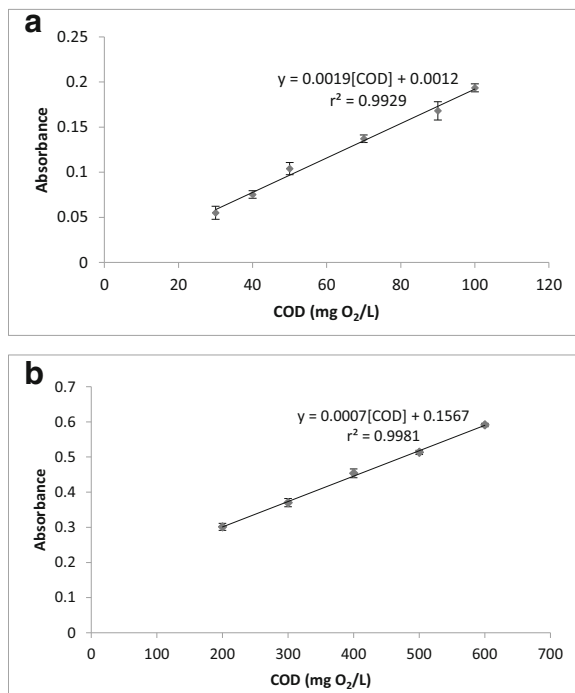 a
0.25
y = 0.0019[COD] + 0.0012
0.2
r² = 0.9929
0.15
Absorbance
0.1
0.05
0
0 20 40 60 80 100 120
COD (mg O₂/L)
b
0.7
y = 0.0007[COD] + 0.1567
0.6
r² = 0.9981
0.5
0.4
Absorbance
0.3
0.2
0.1
0
0 100 200 300 400 500 600 700
COD (mg O₂/L)